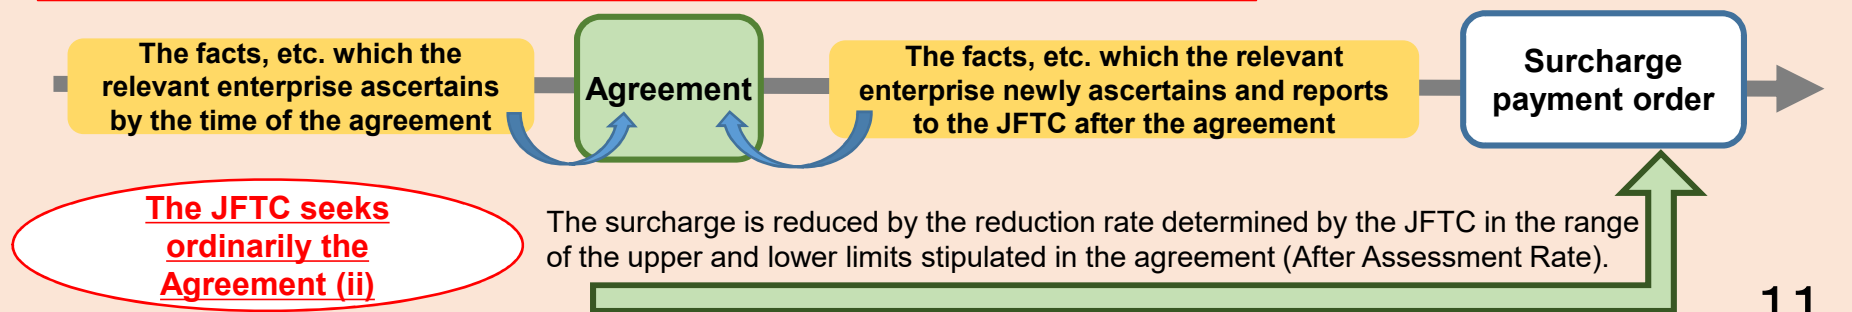 The facts, etc. which the
relevant enterprise ascertains
by the time of the agreement
Agreement
The facts, etc. which the relevant
enterprise newly ascertains and reports
to the JFTC after the agreement
Surcharge
payment order
The JFTC seeks
ordinarily the
Agreement (ii)
The surcharge is reduced by the reduction rate determined by the JFTC in the range
of the upper and lower limits stipulated in the agreement (After Assessment Rate).
11